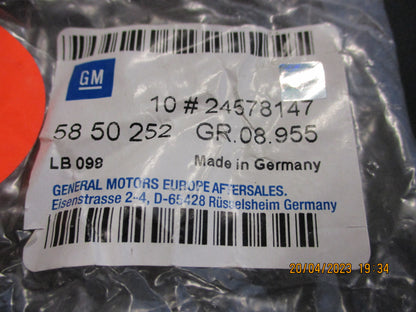 GM
10 # 24578147
58 50 252 GR.08.955
LB 098 Made in Germany
GENERAL MOTORS EUROPE AFTERSALES.
Eisenstrasse 2-4, D-65428 Rüsselsheim Germany
20/04/2023 19:34